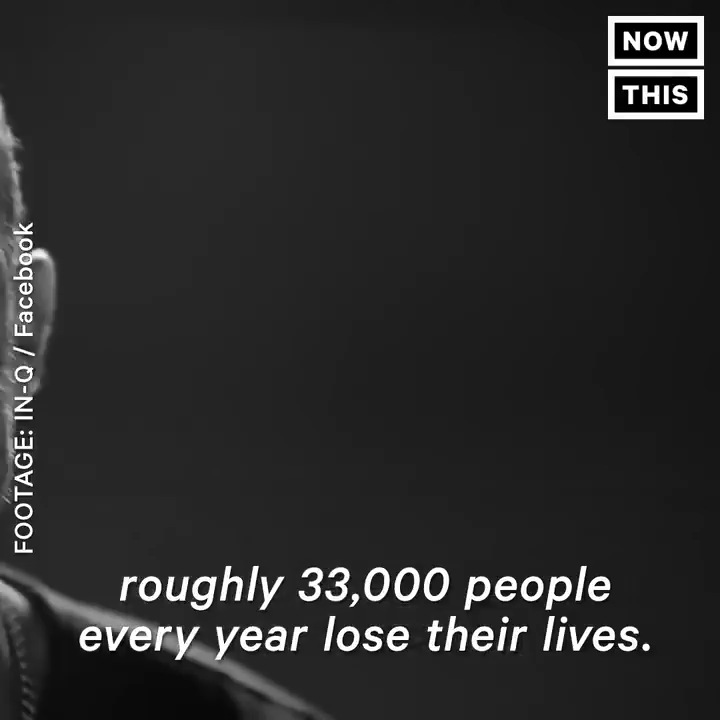 NOW
THIS
FOOTAGE: IN-Q / Facebook
roughly 33,000 people
every year lose their lives.